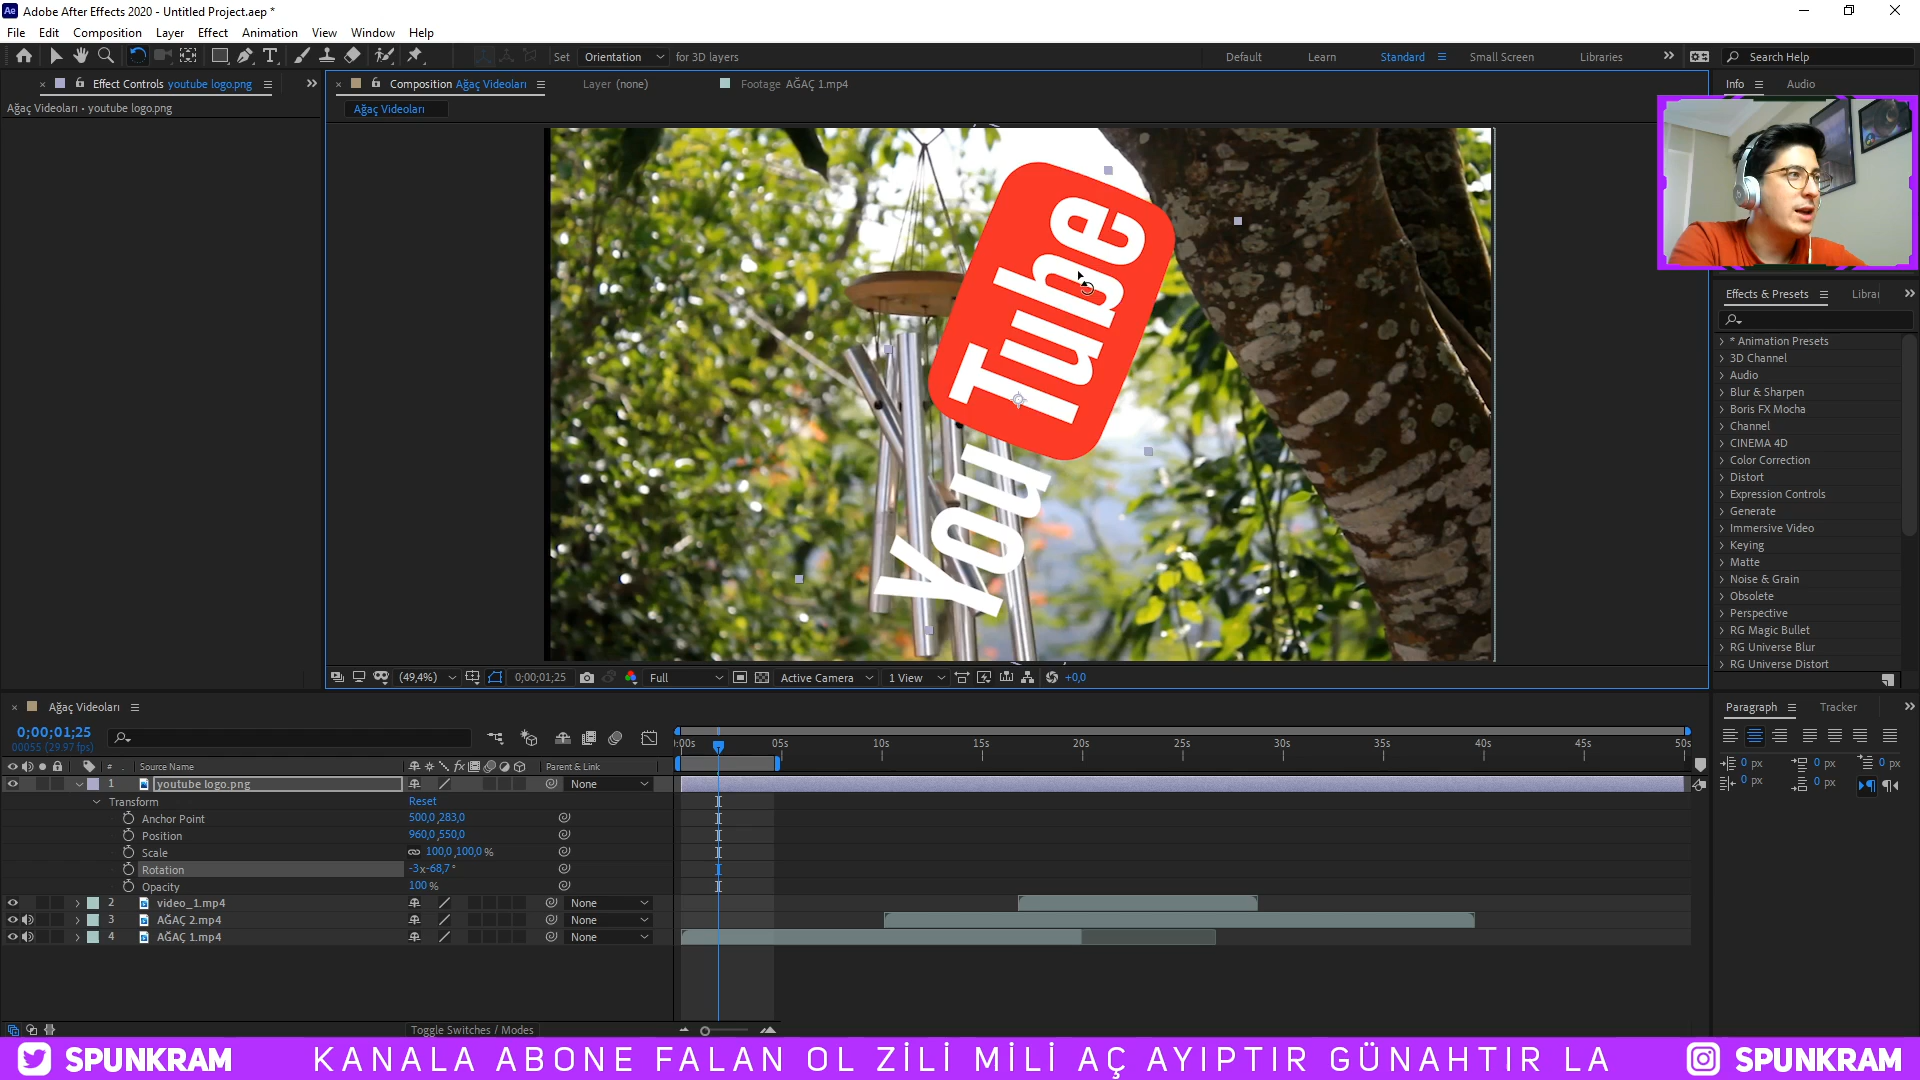 Adobe After Effects 2020 - Untitled Project.aep *
File Edit Composition Layer Effect Animation View Window Help
Set Orientation for 3D layers Default Learn Standard Small Screen Libraries Search Help
Effect Controls youtube logo.png Composition Ağaç Videoları Layer (none) Footage AĞAÇ 1.mp4 Info Audio
Ağaç Videoları • youtube logo.png
Ağaç Videoları
You Tube
Effects & Presets Librar
* Animation Presets
3D Channel
Audio
Blur & Sharpen
Boris FX Mocha
Channel
CINEMA 4D
Color Correction
Distort
Expression Controls
Generate
Immersive Video
Keying
Matte
Noise & Grain
Obsolete
Perspective
RG Magic Bullet
RG Universe Blur
RG Universe Distort
(49,4%) 0;00;01;25 Full Active Camera 1 View +0,0
Ağaç Videoları
0;00;01;25
00055 (29.97 fps)
:00s 05s 10s 15s 20s 25s 30s 35s 40s 45s 50s
# Source Name fx Parent & Link
1 youtube logo.png None
Transform Reset
Anchor Point 500,0,283,0
Position 960,0,550,0
Scale 100,0,100,0 %
Rotation -3x-68,7°
Opacity 100 %
2 video_1.mp4 None
3 AĞAÇ 2.mp4 None
4 AĞAÇ 1.mp4 None
Toggle Switches / Modes
Paragraph Tracker
0 px 0 px 0 px
0 px 0 px
SPUNKRAM KANALA ABONE FALAN OL ZİLİ MİLİ AÇ AYIPTIR GÜNAHTIR LA SPUNKRAM